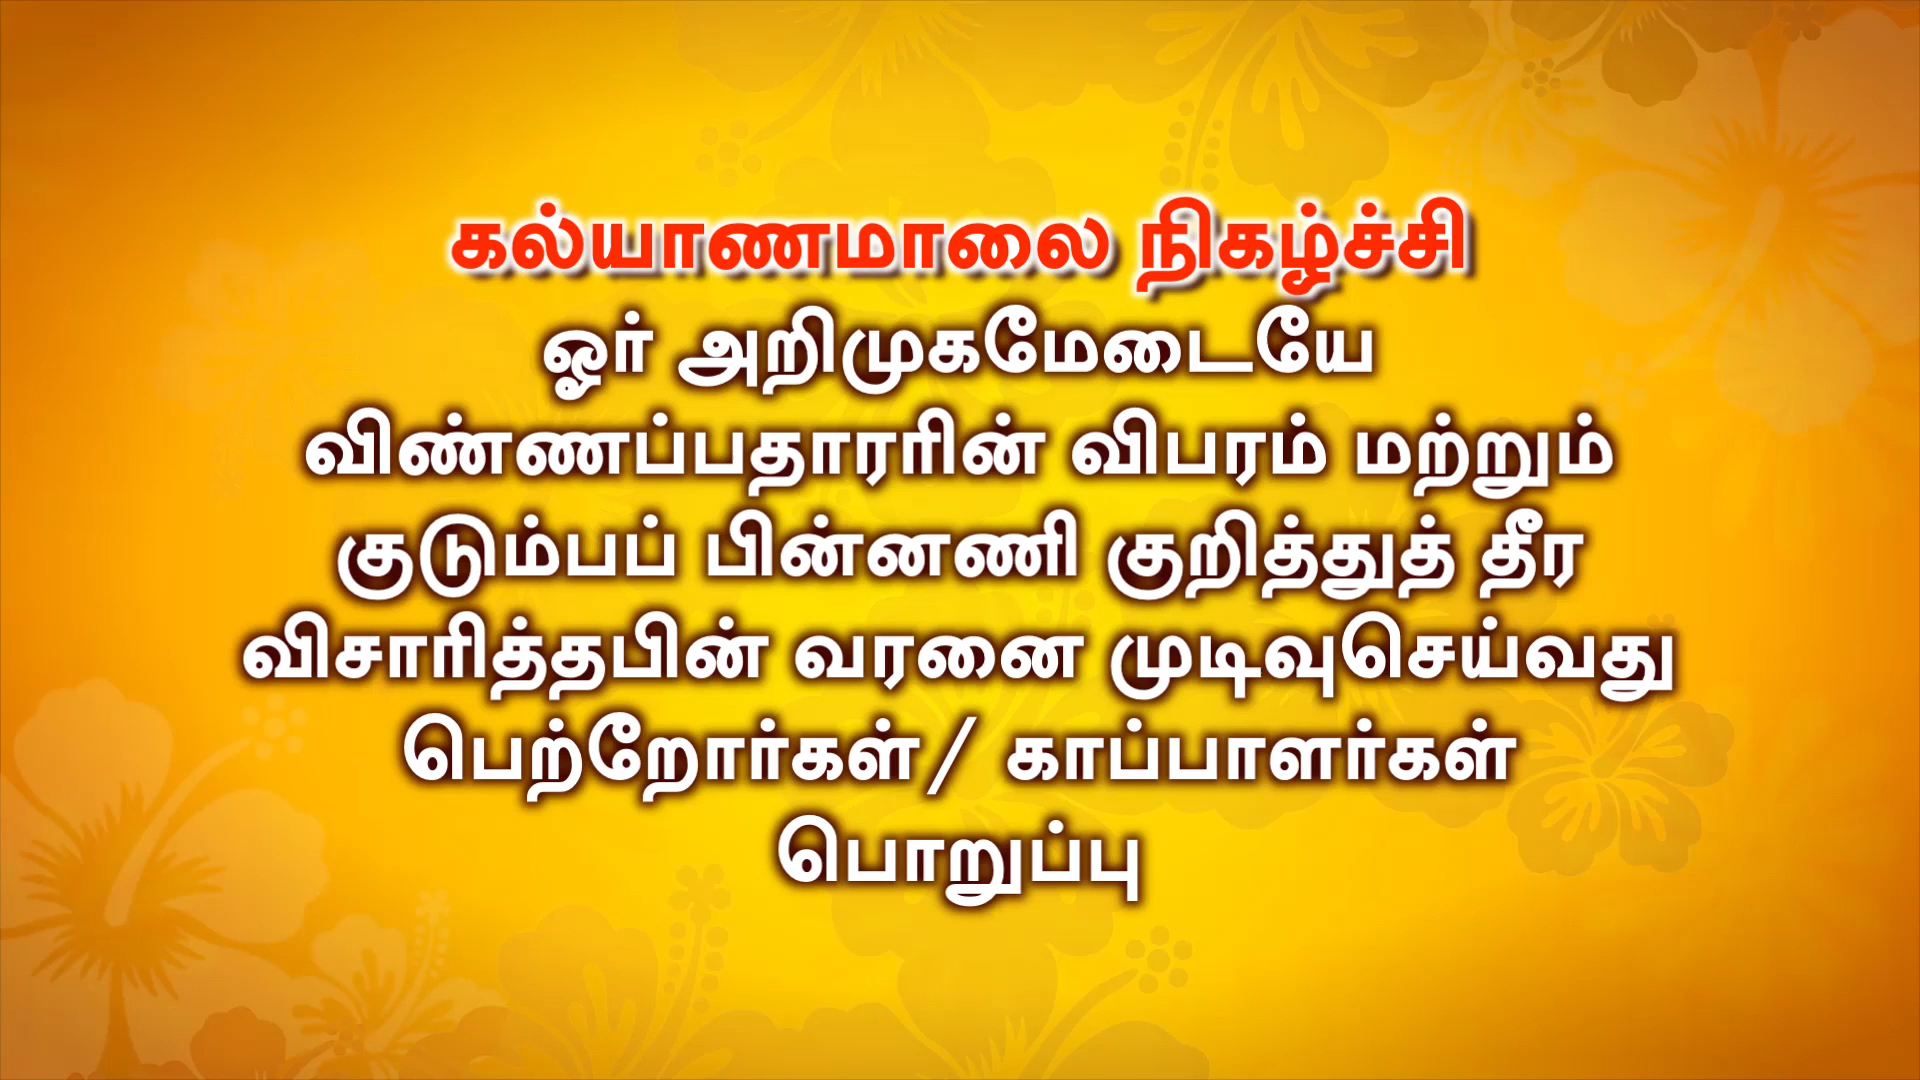 கல்யாணமாலை நிகழ்ச்சி
ஓர் அறிமுகமேடையே
விண்ணப்பதாரரின் விபரம் மற்றும்
குடும்பப் பின்னணி குறித்துத் தீர
விசாரித்தபின் வரனை முடிவுசெய்வது
பெற்றோர்கள்/ காப்பாளர்கள்
பொறுப்பு